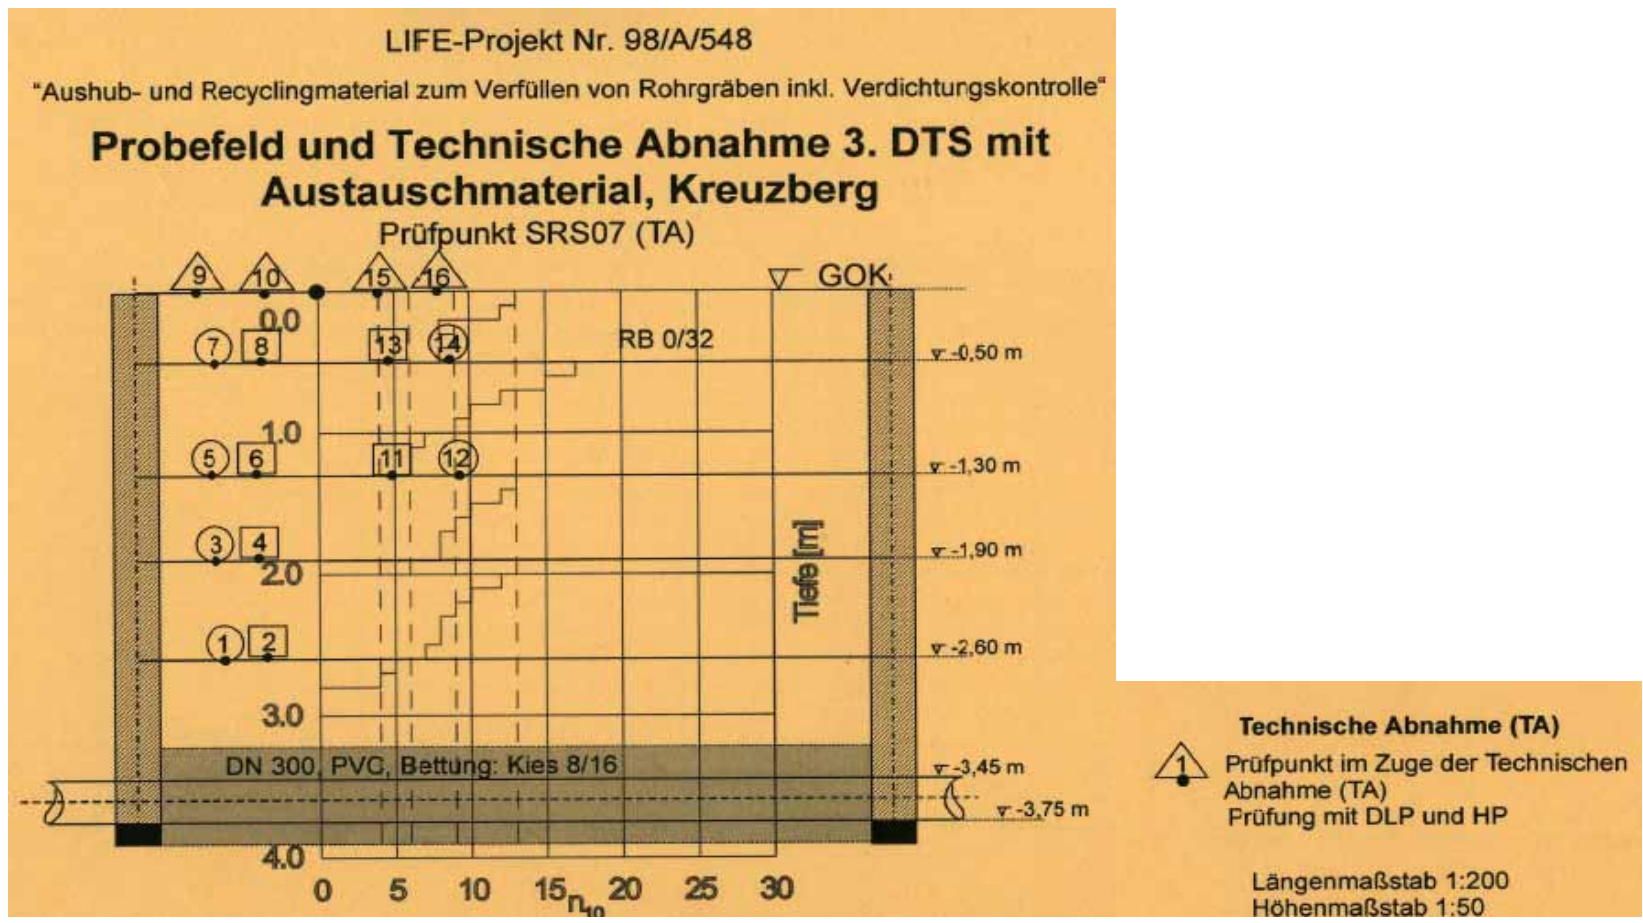 LIFE-Projekt Nr. 98/A/548
"Aushub- und Recyclingmaterial zum Verfüllen von Rohrgräben inkl. Verdichtungskontrolle"
Probefeld und Technische Abnahme 3. DTS mit
Austauschmaterial, Kreuzberg
Prüfpunkt SRS07 (TA)
9 10 15 16 GOK
0.0
7 8 13 14 RB 0/32 -0,50 m
1.0
5 6 11 12 -1,30 m
3 4 -1,90 m
2.0
Tiefe [m]
1 2 -2,60 m
3.0
DN 300, PVC, Bettung: Kies 8/16 -3,45 m
-3,75 m
4.0
0 5 10 15 20 25 30
n10
Technische Abnahme (TA)
1 Prüfpunkt im Zuge der Technischen
Abnahme (TA)
Prüfung mit DLP und HP
Längenmaßstab 1:200
Höhenmaßstab 1:50